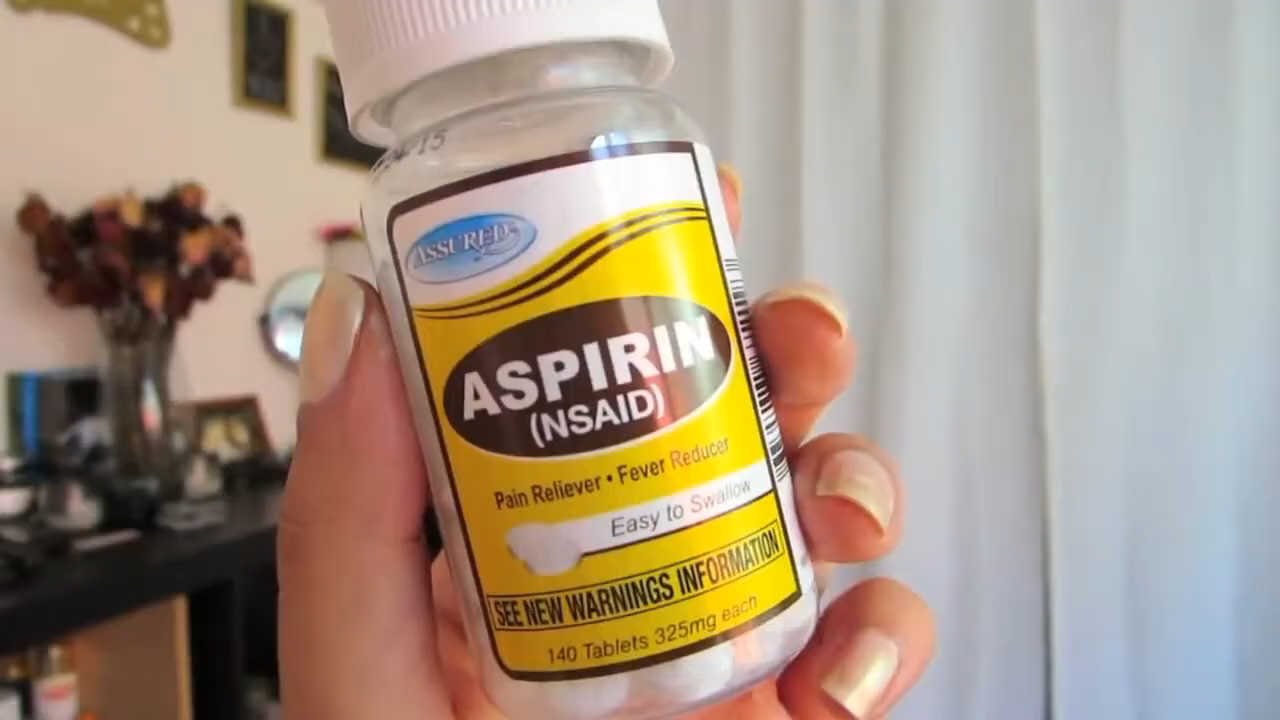 ASSURED
ASPIRIN
(NSAID)
Pain Reliever • Fever Reducer
Easy to Swallow
SEE NEW WARNINGS INFORMATION
140 Tablets 325mg each